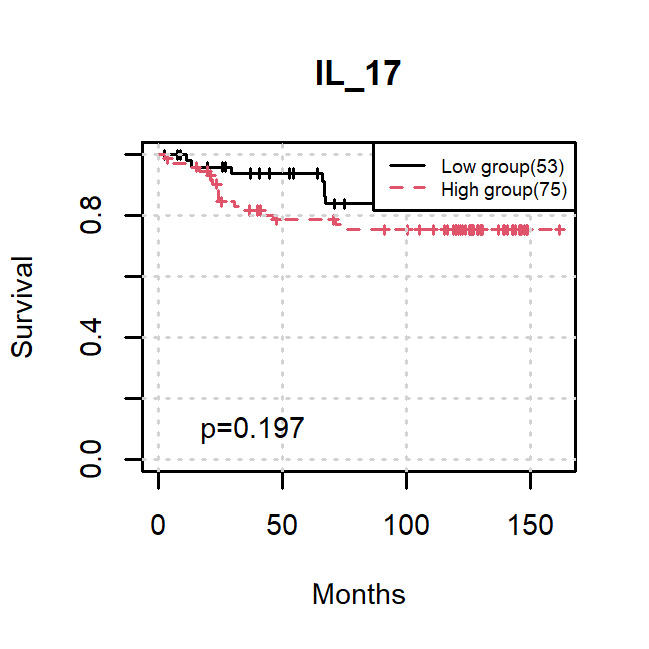 IL_17
Low group(53)
High group(75)
Survival
0.8
0.4
0.0
p=0.197
0 50 100 150
Months